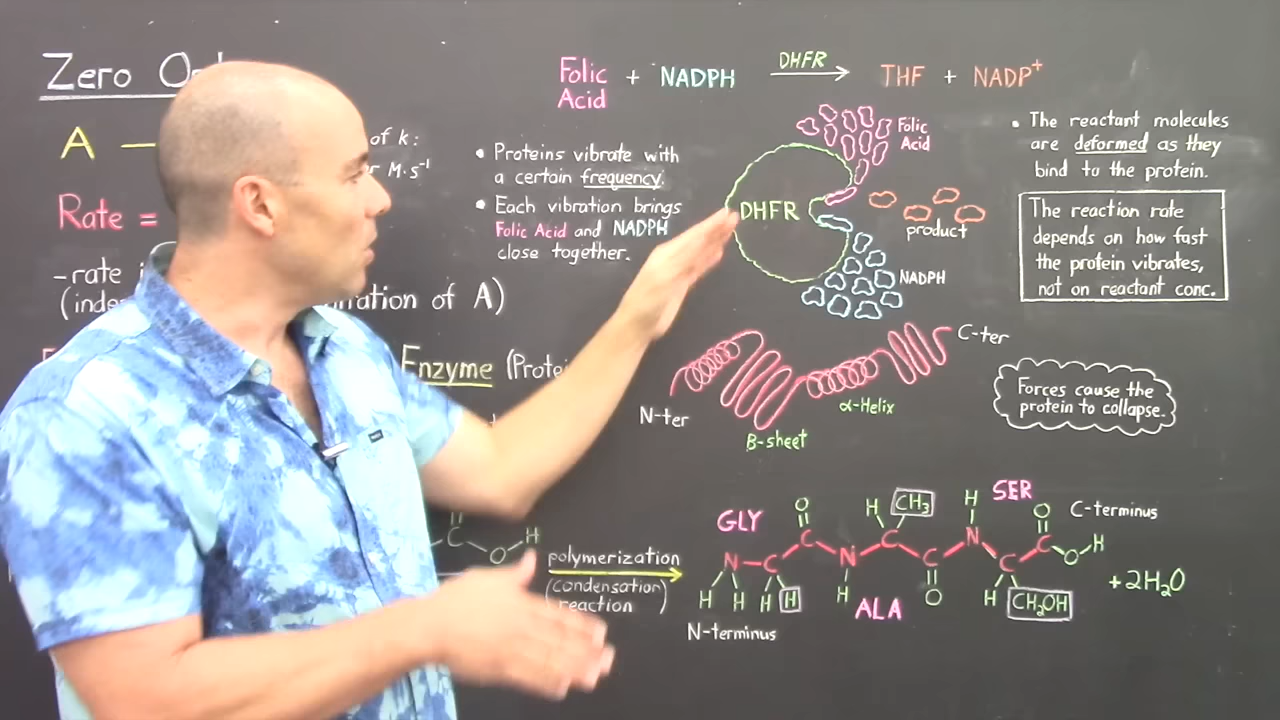 Zero
Folic + NADPH DHFR THF + NADP⁺
Acid
A —
of k:
M·s⁻¹
Rate =
-rate
(inde
ration of A)
• Proteins vibrate with
a certain frequency.
• Each vibration brings
Folic Acid and NADPH
close together.
Folic
Acid
DHFR
product
NADPH
• The reactant molecules
are deformed as they
bind to the protein.
The reaction rate
depends on how fast
the protein vibrates,
not on reactant conc.
Enzyme (Protei
N-ter
C-ter
α-Helix
β-sheet
Forces cause the
protein to collapse.
C O H
polymerization
(condensation
reaction)
GLY
ALA
SER
O H CH₃ H O
N C C N C C N C C O H
H H H H H O H CH₂OH
N-terminus
C-terminus
+ 2H₂O